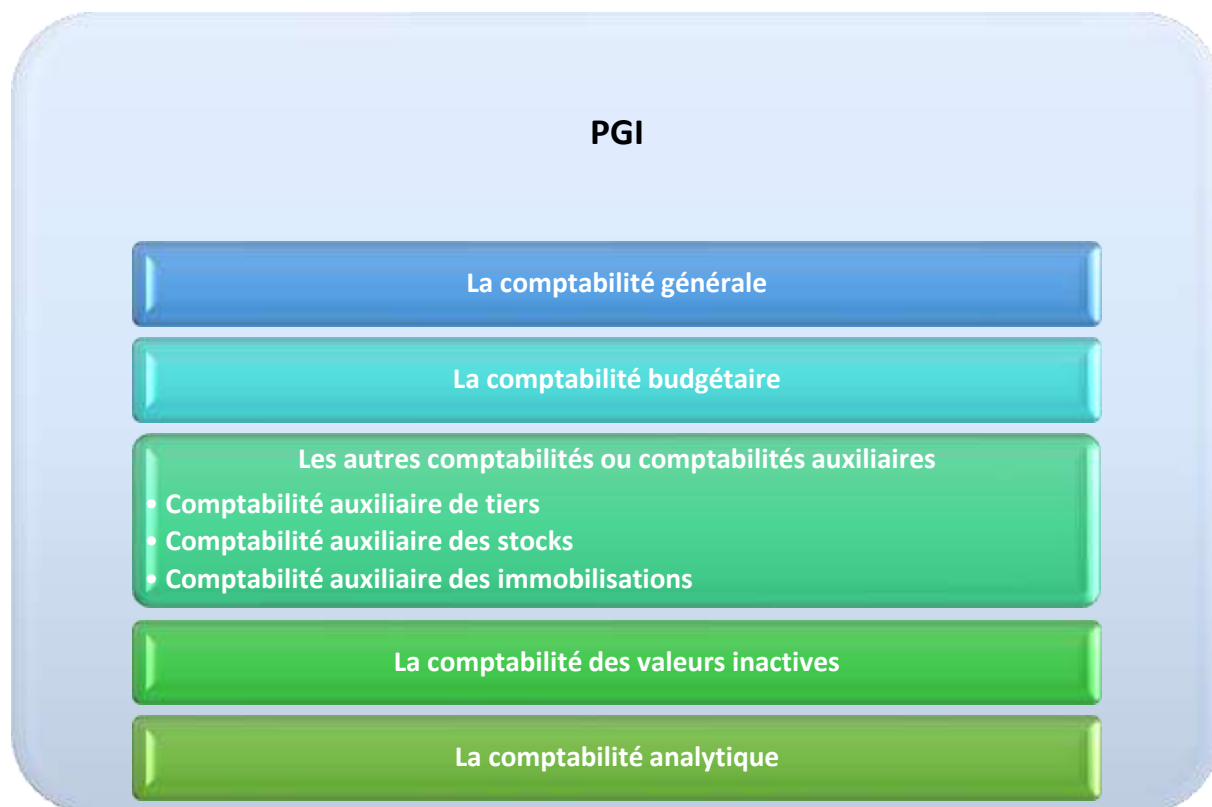 PGI
La comptabilité générale
La comptabilité budgétaire
Les autres comptabilités ou comptabilités auxiliaires
• Comptabilité auxiliaire de tiers
• Comptabilité auxiliaire des stocks
• Comptabilité auxiliaire des immobilisations
La comptabilité des valeurs inactives
La comptabilité analytique